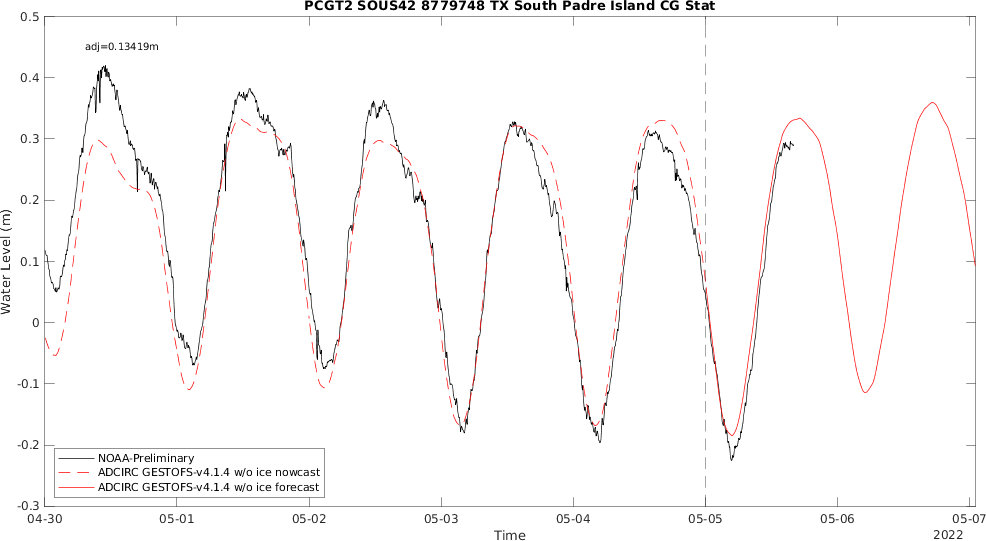 PCGT2 SOUS42 8779748 TX South Padre Island CG Stat
adj=0.13419m
0.5
0.4
0.3
0.2
0.1
0
-0.1
-0.2
-0.3
Water Level (m)
NOAA-Preliminary
ADCIRC GESTOFS-v4.1.4 w/o ice nowcast
ADCIRC GESTOFS-v4.1.4 w/o ice forecast
04-30 05-01 05-02 05-03 05-04 05-05 05-06 05-07
Time
2022